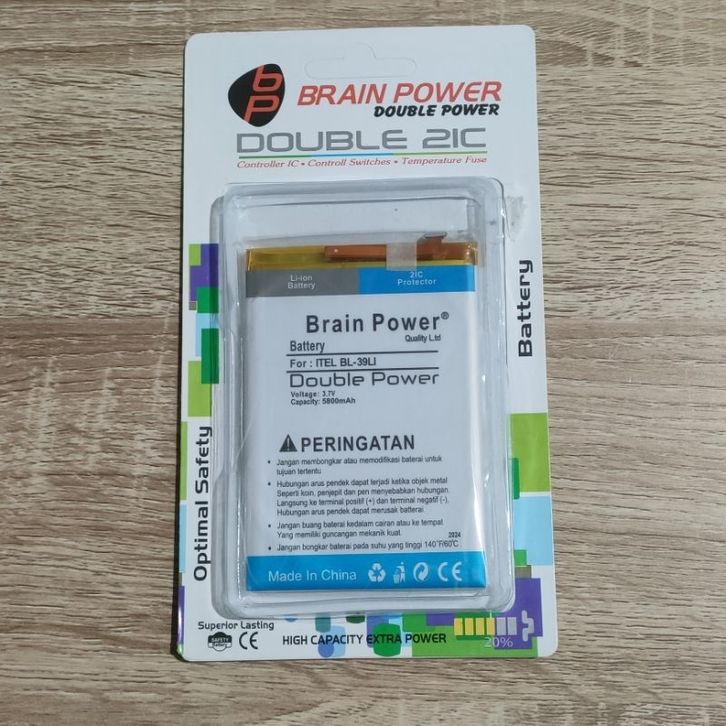 bp
BRAIN POWER
DOUBLE POWER
DOUBLE 2IC
Controller IC • Controll Switches • Temperature Fuse
Li-ion
Battery
2IC
Protector
Brain Power®
Quality L.td
Battery
For : ITEL BL-39LI
Double Power
Voltage: 3.7V
Capacity: 5800mAh
PERINGATAN
• Jangan membongkar atau memodifikasi baterai untuk
tujuan tertentu
• Hubungan arus pendek dapat terjadi ketika objek metal
Seperti koin, penjepit dan pen menyebabkan hubungan.
Langsung ke terminal positif (+) dan terminal negatif (-).
Hubungan arus pendek dapat merusak baterai.
• Jangan buang baterai kedalam cairan atau ke tempat
Yang memiliki guncangan mekanik kuat.
2024
• Jangan bongkar baterai pada suhu yang tinggi 140°F/60°C
Made In China
CE
Optimal Safety
Battery
Superior Lasting
SAFETY
Battery
CE
HIGH CAPACITY EXTRA POWER
20%